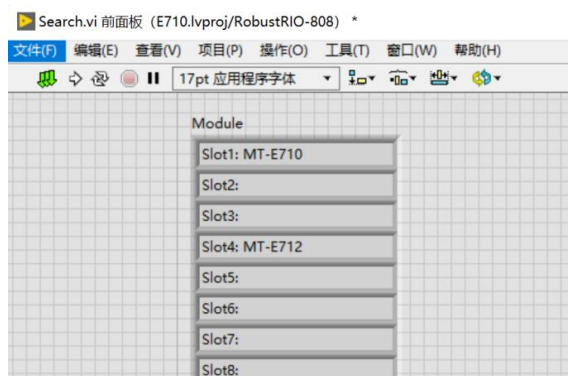 Search.vi 前面板（E710.lvproj/RobustRIO-808） *
文件(F) 编辑(E) 查看(V) 项目(P) 操作(O) 工具(T) 窗口(W) 帮助(H)
17pt 应用程序字体
Module
Slot1: MT-E710
Slot2:
Slot3:
Slot4: MT-E712
Slot5:
Slot6:
Slot7:
Slot8: